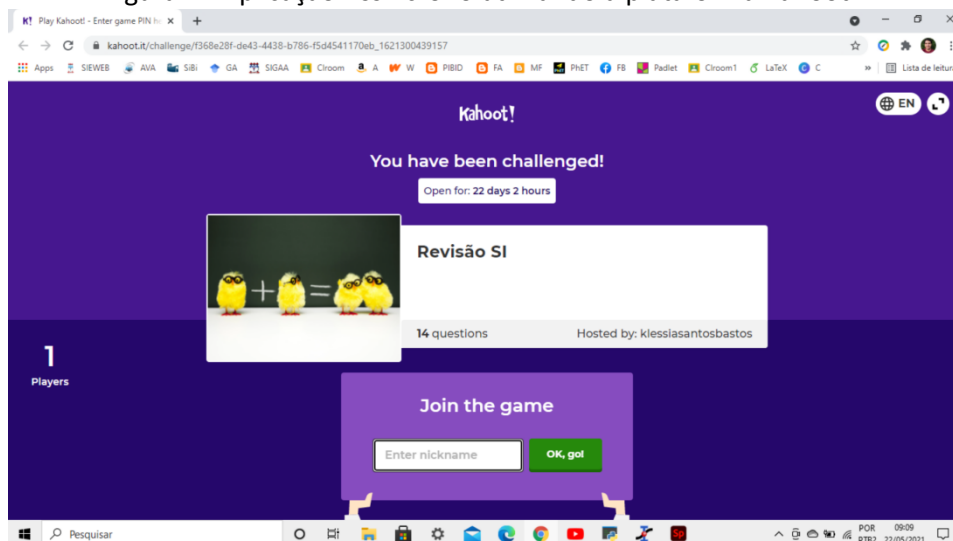 Play Kahoot! - Enter game PIN he
kahoot.it/challenge/f368e28f-de43-4438-b786-f5d4541170eb_1621300439157
Apps SIEWEB AVA SiBi GA SIGAA Clroom A W PIBID FA MF PhET FB Padlet Clroom1 LaTeX C » Lista de leitura
Kahoot!
EN
You have been challenged!
Open for: 22 days 2 hours
Revisão SI
14 questions Hosted by: klessiasantosbastos
1
Players
Join the game
Enter nickname OK, go!
Pesquisar
POR 09:09
PTB2 22/05/2021